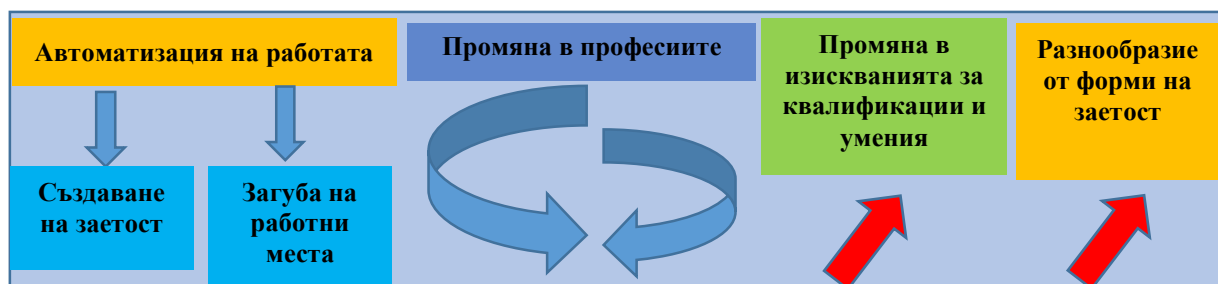 Автоматизация на работата
Промяна в професиите
Промяна в
изискванията за
квалификации и
умения
Разнообразие
от форми на
заетост
Създаване
на заетост
Загуба на
работни
места